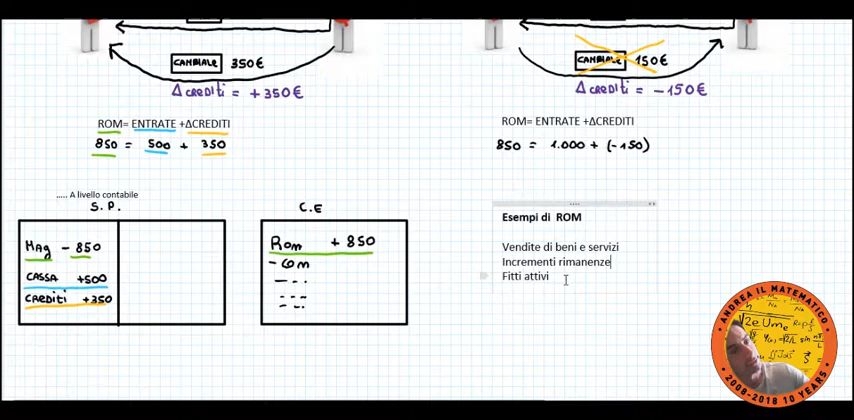 CAMBIALE 350€
Δ CREDITI = +350€
ROM= ENTRATE +ΔCREDITI
850 = 500 + 350
..... A livello contabile
S.P.
MAG - 850
CASSA +500
CREDITI +350
C.E
ROM + 850
- COM
CAMBIALE 150€
Δ CREDITI = -150€
ROM= ENTRATE +ΔCREDITI
850 = 1.000 + (-150)
Esempi di ROM
Vendite di beni e servizi
Incrementi rimanenze
Fitti attivi
ANDREA IL MATEMATICO
• 2008-2018 10 YEARS •